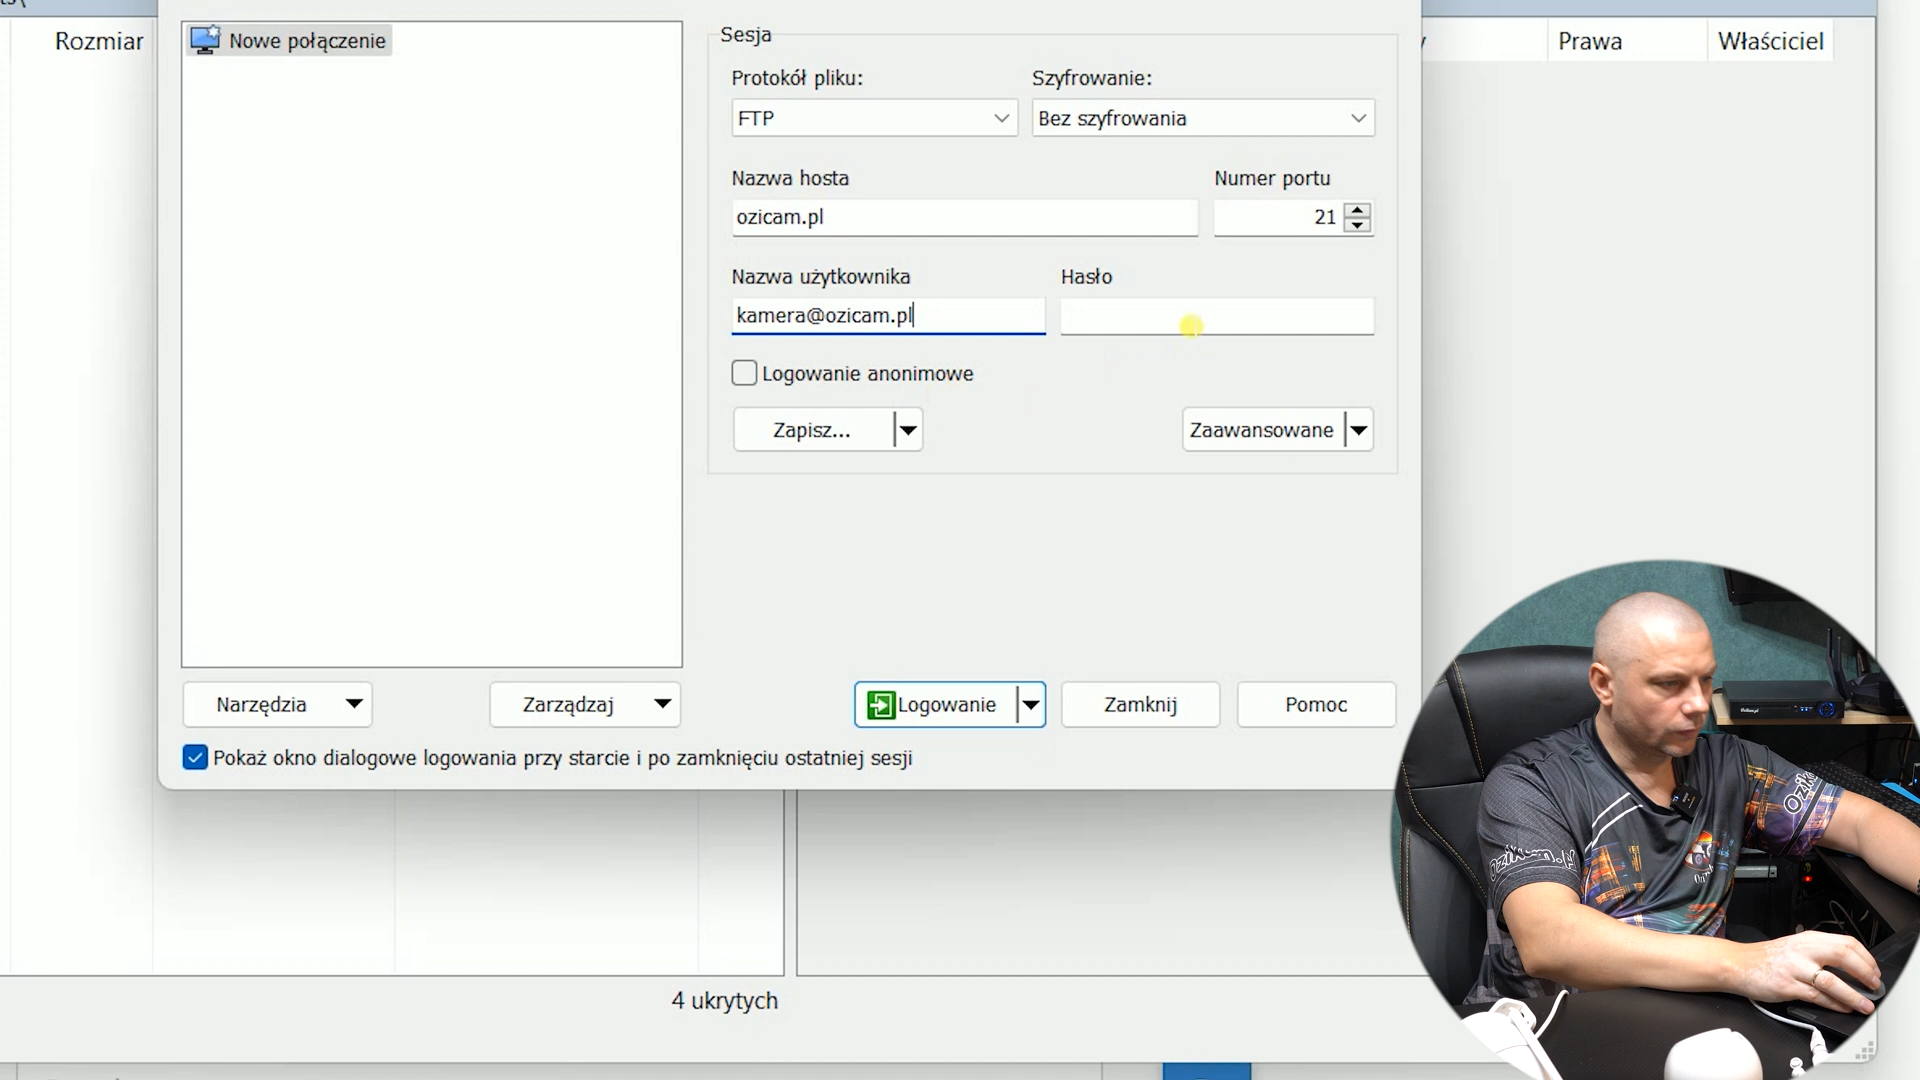 Rozmiar
Nowe połączenie
Sesja
Prawa
Właściciel
Protokół pliku:
Szyfrowanie:
FTP
Bez szyfrowania
Nazwa hosta
Numer portu
ozicam.pl
21
Nazwa użytkownika
Hasło
kamera@ozicam.pl
Logowanie anonimowe
Zapisz...
Zaawansowane
Narzędzia
Zarządzaj
Logowanie
Zamknij
Pomoc
Pokaż okno dialogowe logowania przy starcie i po zamknięciu ostatniej sesji
4 ukrytych